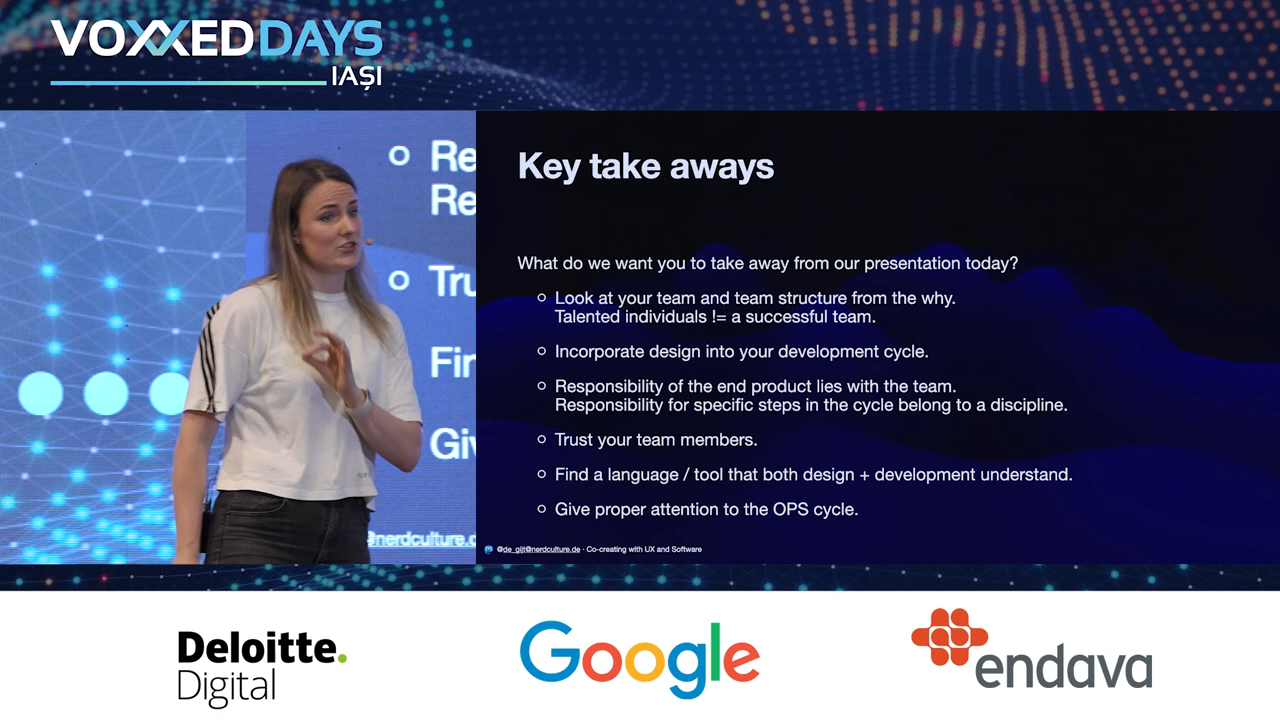 VOXXEDDAYS
IAȘI
Re
Re
Tru
Fin
Giv
@nerdculture.d
Key take aways
What do we want you to take away from our presentation today?
Look at your team and team structure from the why.
Talented individuals != a successful team.
Incorporate design into your development cycle.
Responsibility of the end product lies with the team.
Responsibility for specific steps in the cycle belong to a discipline.
Trust your team members.
Find a language / tool that both design + development understand.
Give proper attention to the OPS cycle.
@de_gijt@nerdculture.de · Co-creating with UX and Software
Deloitte.
Digital
Google
endava